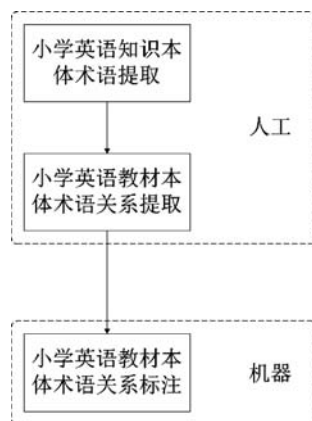 小学英语知识本
体术语提取
人工
小学英语教材本
体术语关系提取
小学英语教材本
体术语关系标注
机器